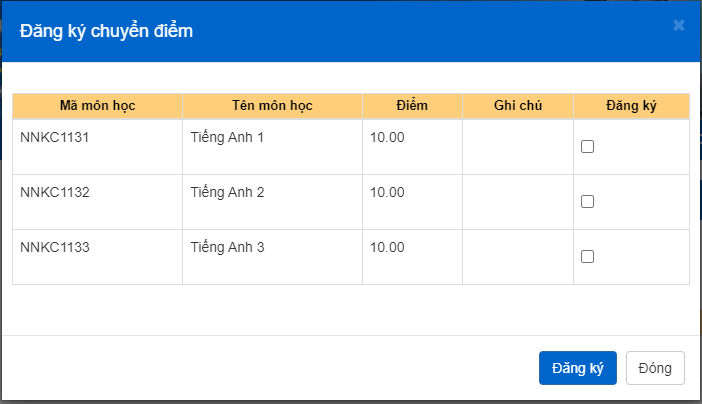 Đăng ký chuyển điểm
×
Mã môn học Tên môn học Điểm Ghi chú Đăng ký
NNKC1131 Tiếng Anh 1 10.00
NNKC1132 Tiếng Anh 2 10.00
NNKC1133 Tiếng Anh 3 10.00
Đăng ký Đóng